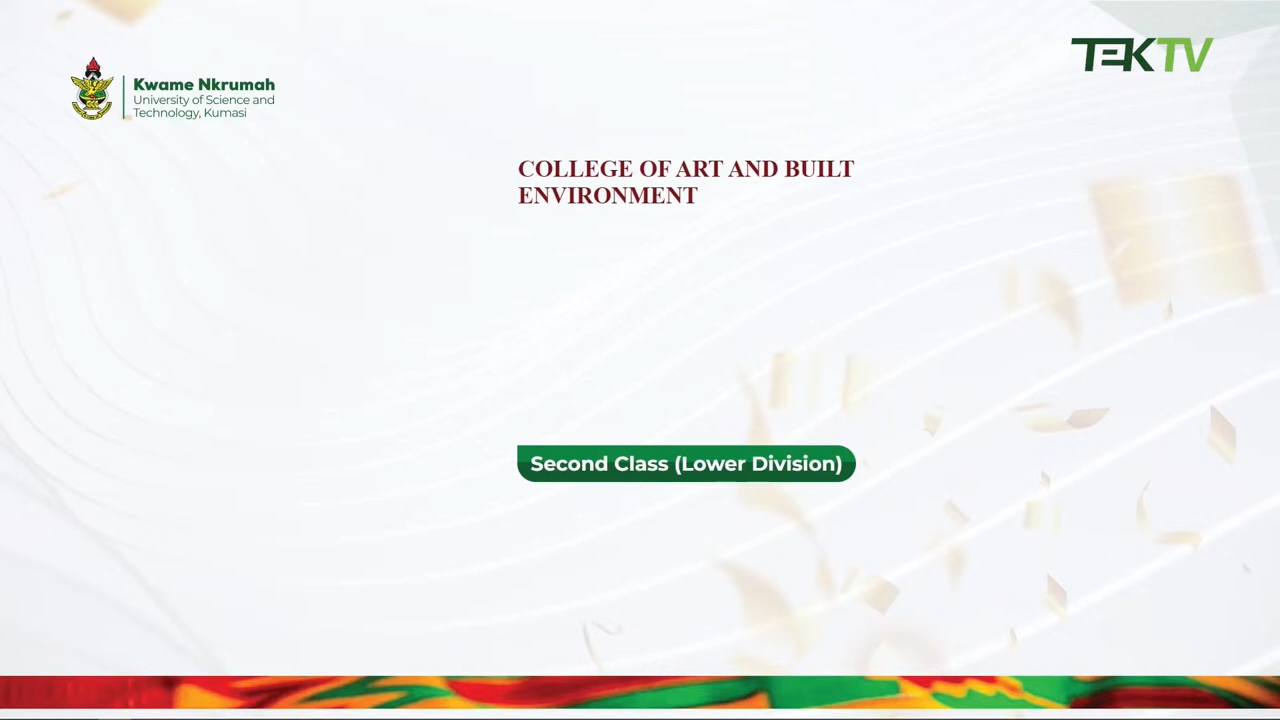 TEKTV
Kwame Nkrumah
University of Science and
Technology, Kumasi
COLLEGE OF ART AND BUILT
ENVIRONMENT
Second Class (Lower Division)